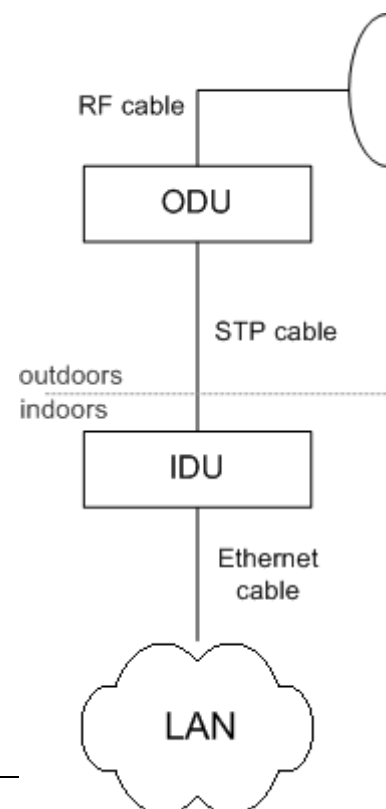 RF cable
ODU
STP cable
outdoors
indoors
IDU
Ethernet
cable
LAN